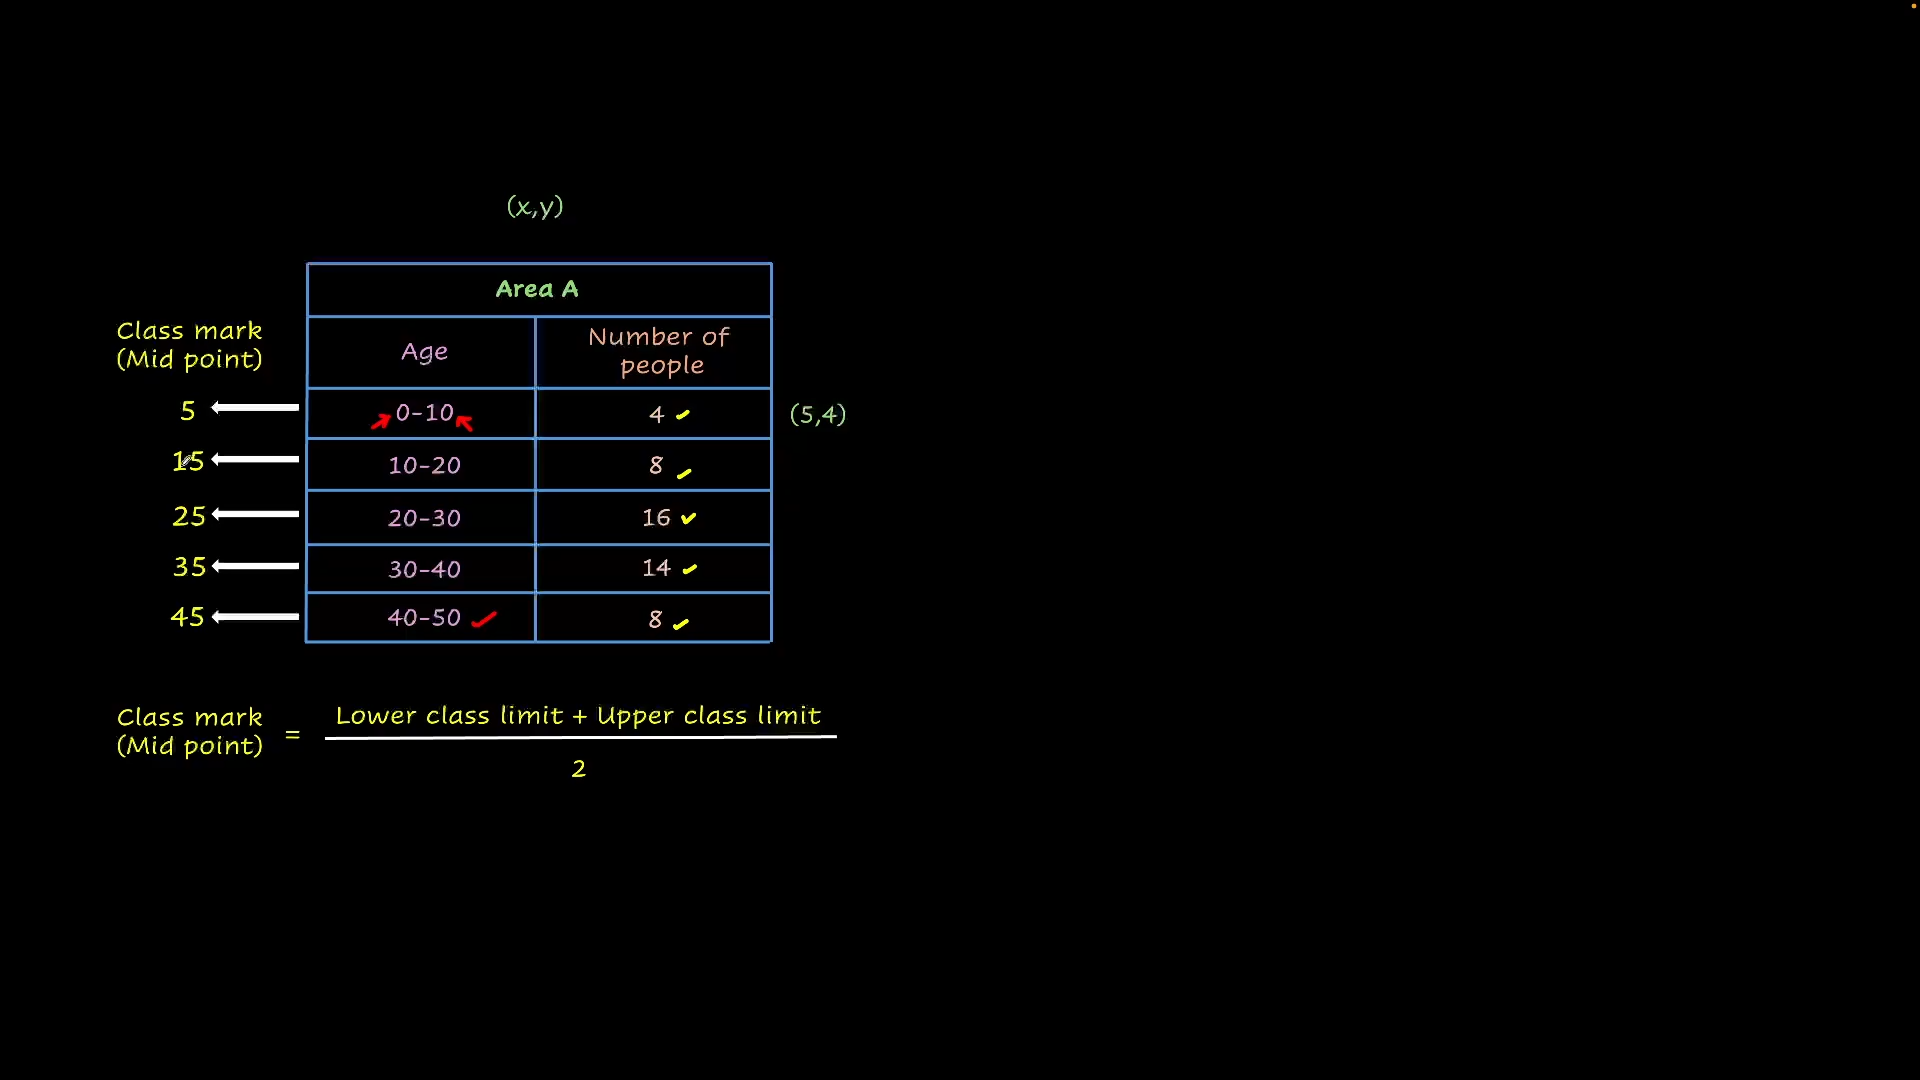 (x,y)
Area A
Class mark
(Mid point)
Age
Number of
people
5
0-10
4
(5,4)
15
10-20
8
25
20-30
16
35
30-40
14
45
40-50
8
Class mark
(Mid point)
=
Lower class limit + Upper class limit
2